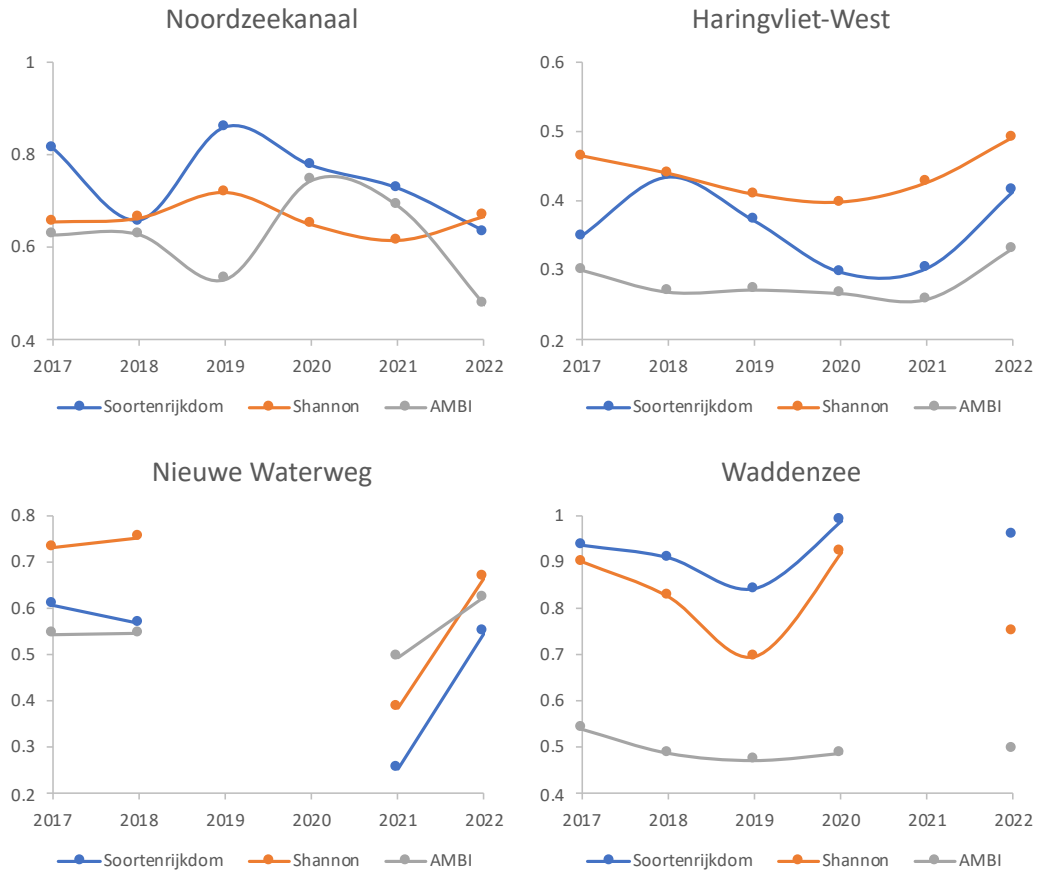 Noordzeekanaal
1
0.8
0.6
0.4
2017 2018 2019 2020 2021 2022
Soortenrijkdom Shannon AMBI
Haringvliet-West
0.6
0.5
0.4
0.3
0.2
2017 2018 2019 2020 2021 2022
Soortenrijkdom Shannon AMBI
Nieuwe Waterweg
0.8
0.7
0.6
0.5
0.4
0.3
0.2
2017 2018 2019 2020 2021 2022
Soortenrijkdom Shannon AMBI
Waddenzee
1
0.9
0.8
0.7
0.6
0.5
0.4
2017 2018 2019 2020 2021 2022
Soortenrijkdom Shannon AMBI